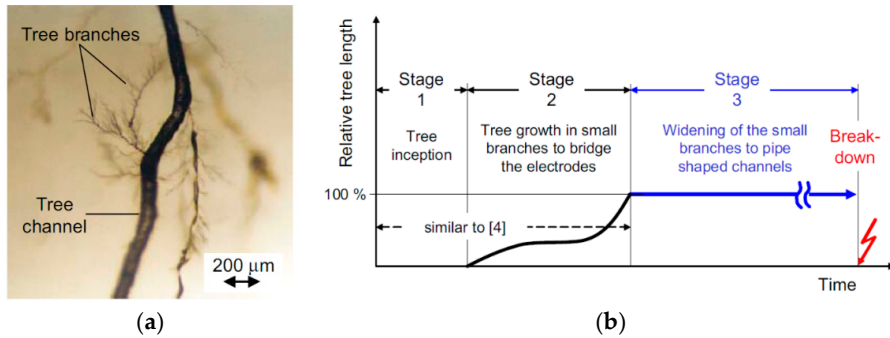 Tree branches
Tree
channel
200 μm
(a)
Relative tree length
100 %
Stage
1
Tree
inception
similar to [4]
Stage
2
Tree growth in small
branches to bridge
the electrodes
Stage
3
Widening of the small
branches to pipe
shaped channels
Break-
down
Time
(b)